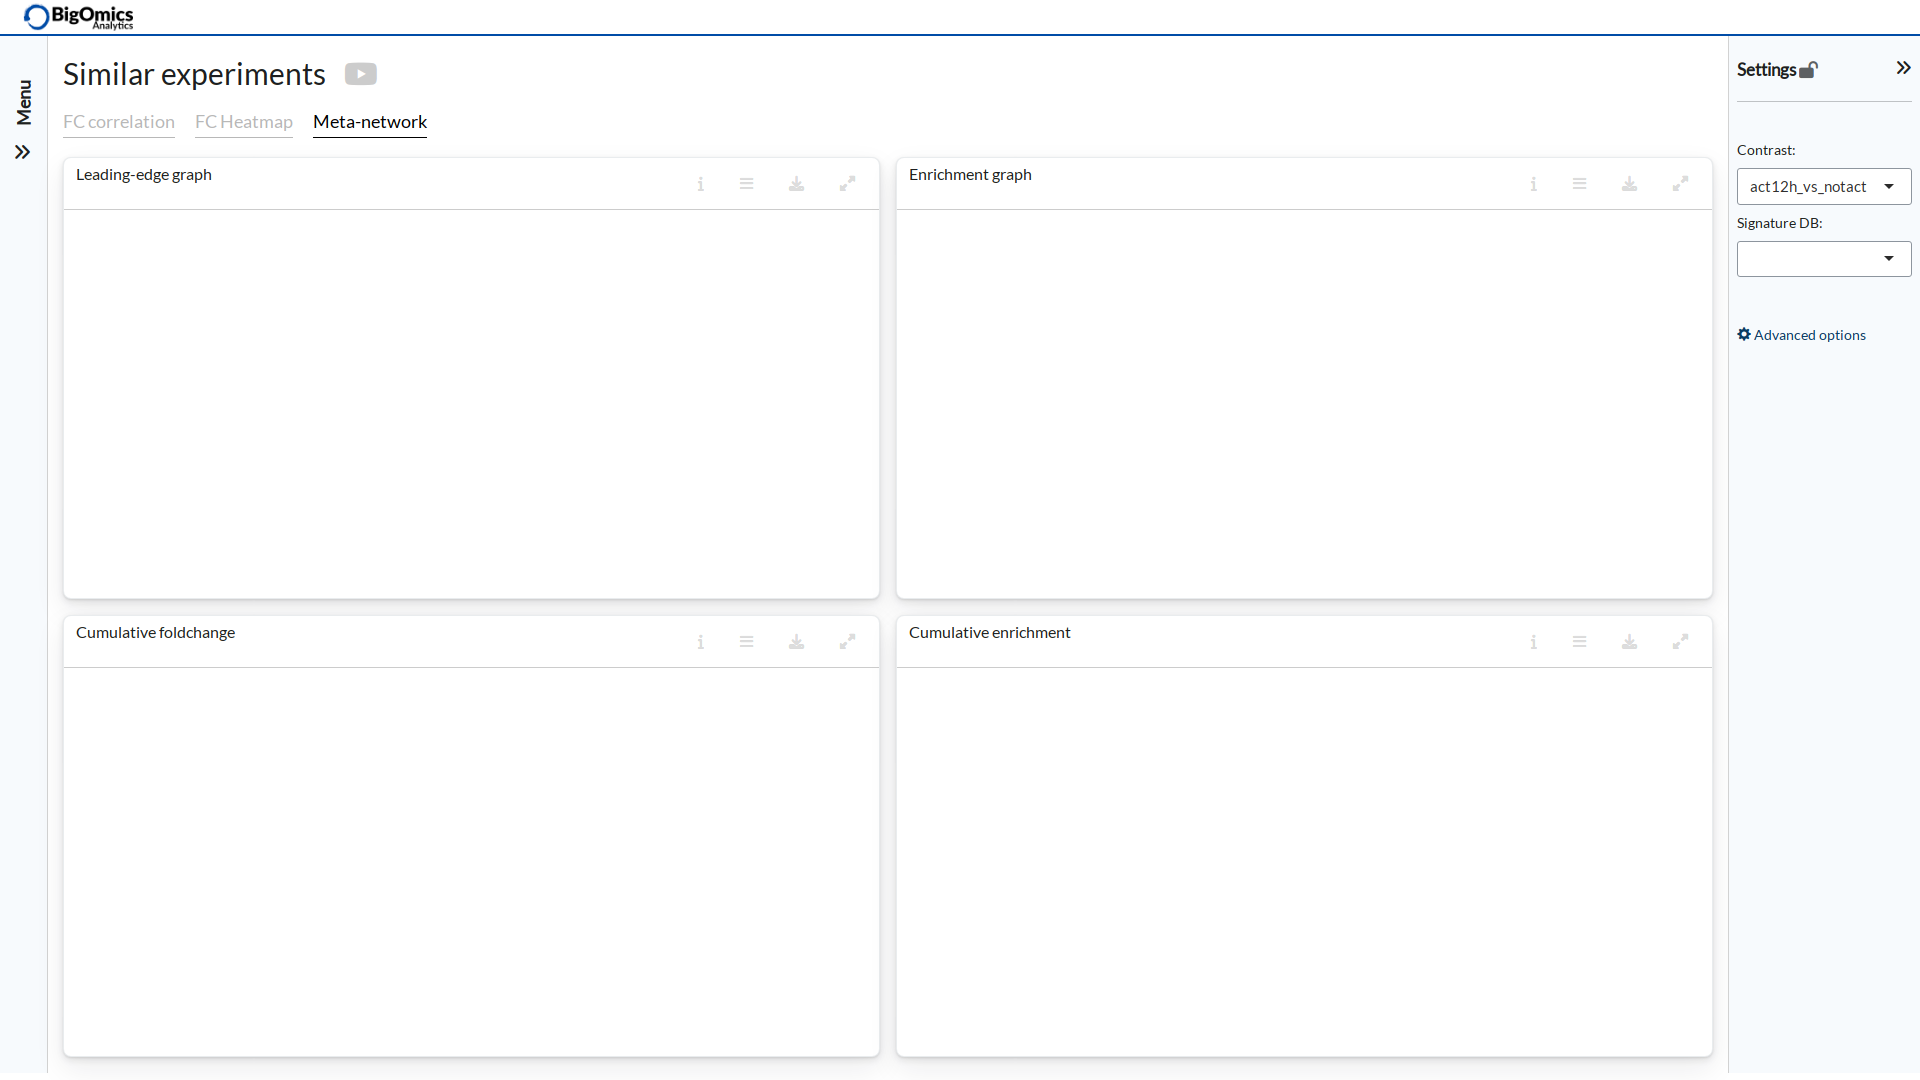 BigOmics
Analytics
Menu
Similar experiments
FC correlation
FC Heatmap
Meta-network
Leading-edge graph
Enrichment graph
Cumulative foldchange
Cumulative enrichment
Settings
Contrast:
act12h_vs_notact
Signature DB:
Advanced options